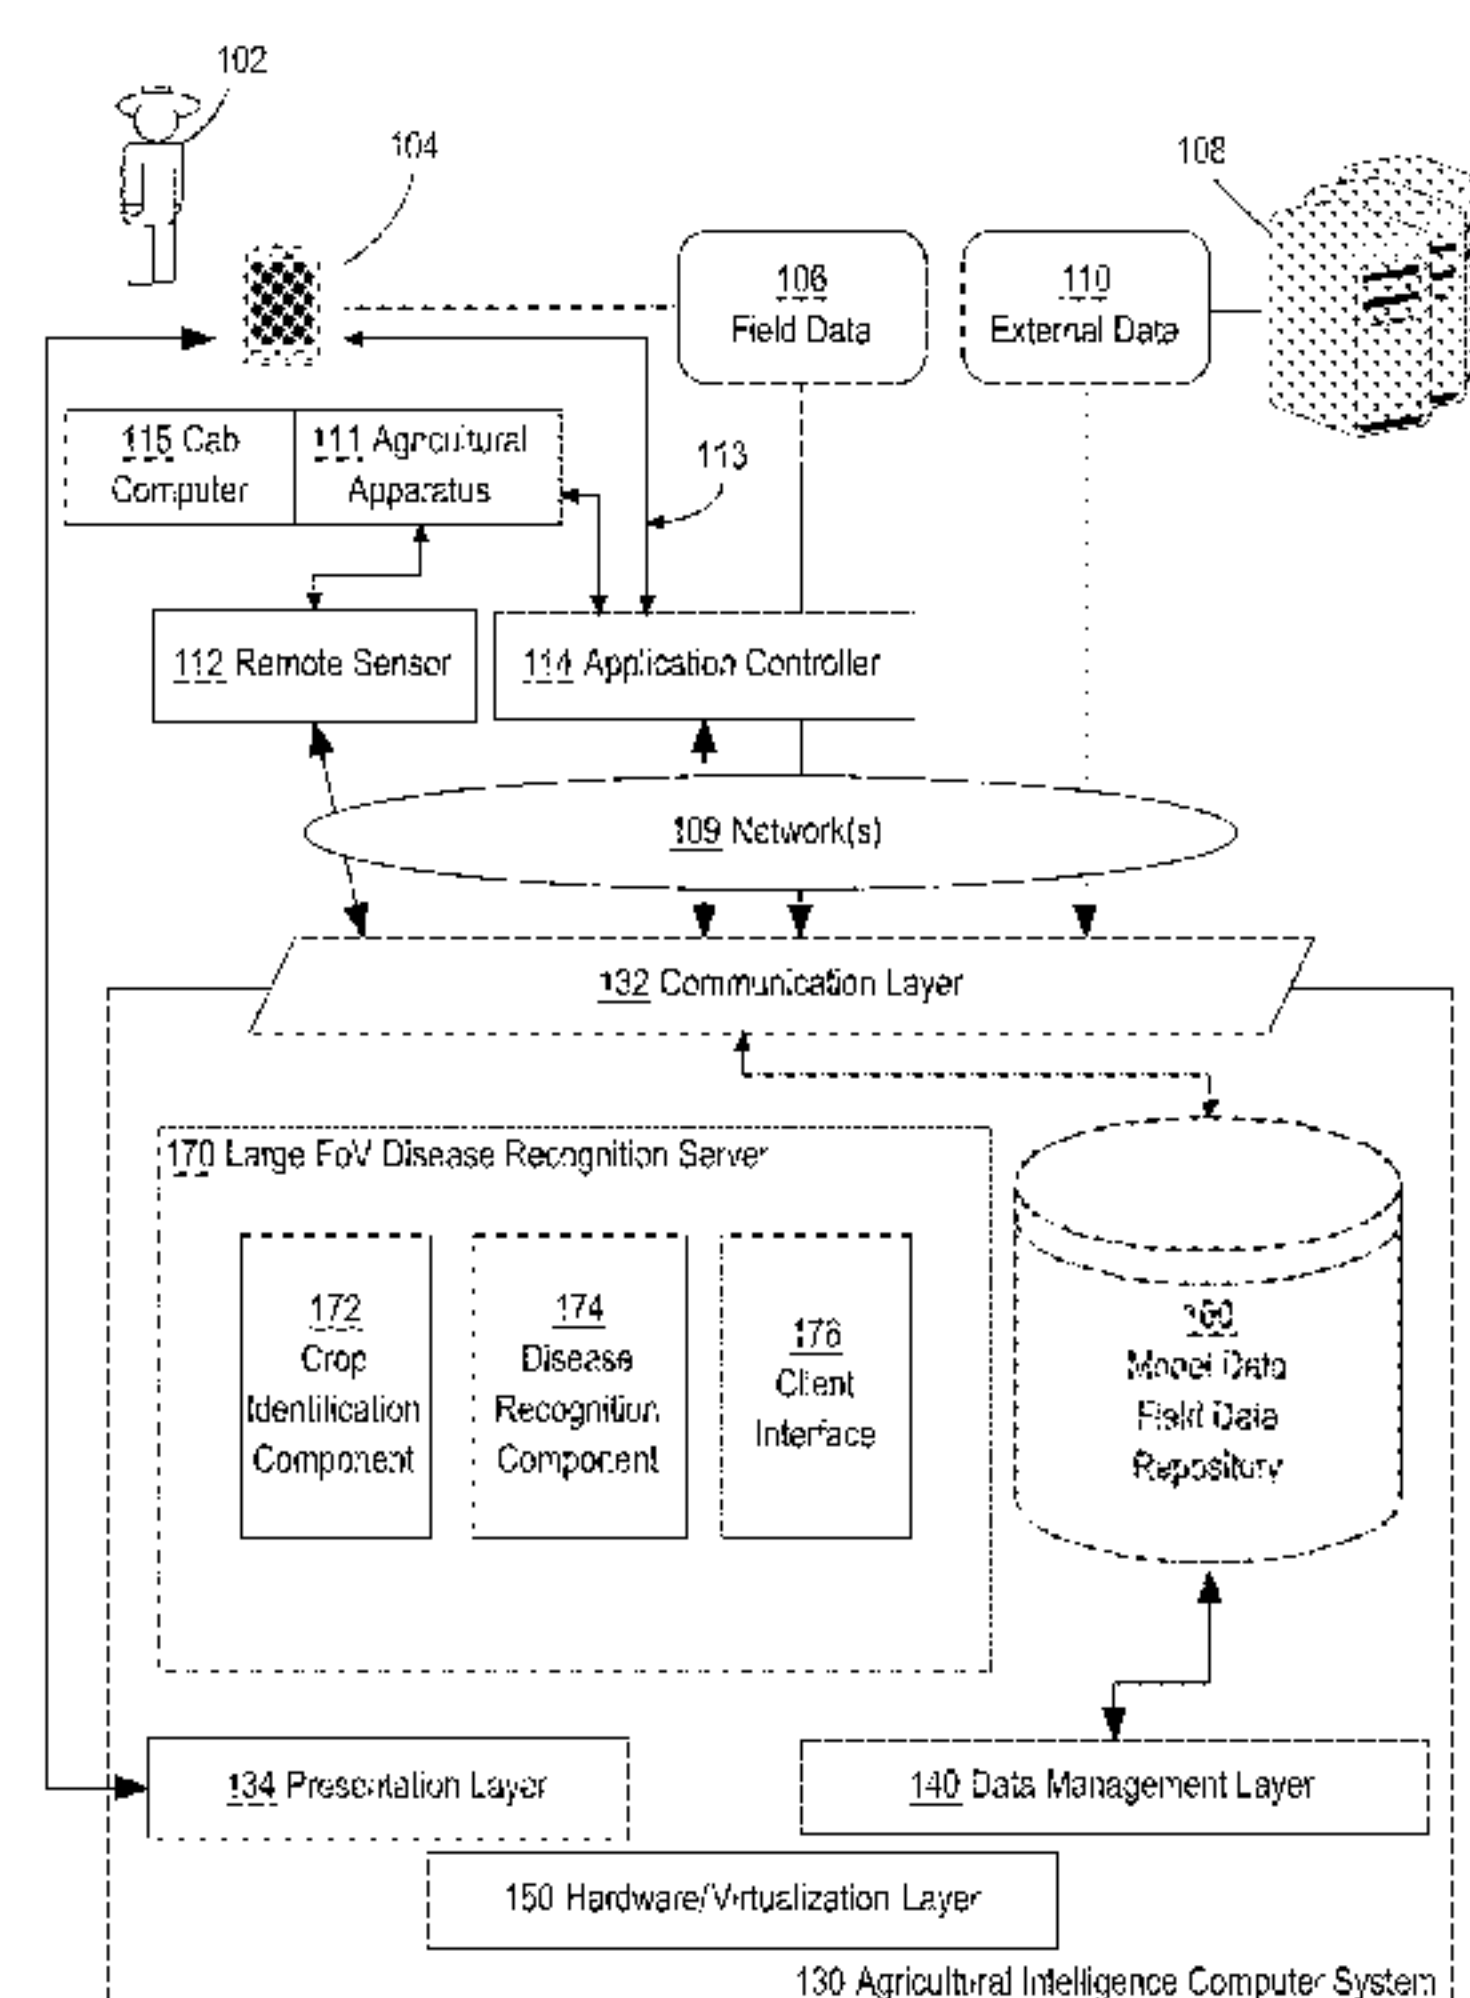 102
104
108
106
Field Data
110
External Data
115 Cab
Computer
111 Agricultural
Apparatus
113
112 Remote Sensor
114 Application Controller
109 Network(s)
132 Communication Layer
170 Large FoV Disease Recognition Server
172
Crop
Identification
Component
174
Disease
Recognition
Component
176
Client
Interface
160
Model Data
Field Data
Repository
134 Presentation Layer
140 Data Management Layer
150 Hardware/Virtualization Layer
130 Agricultural Intelligence Computer System